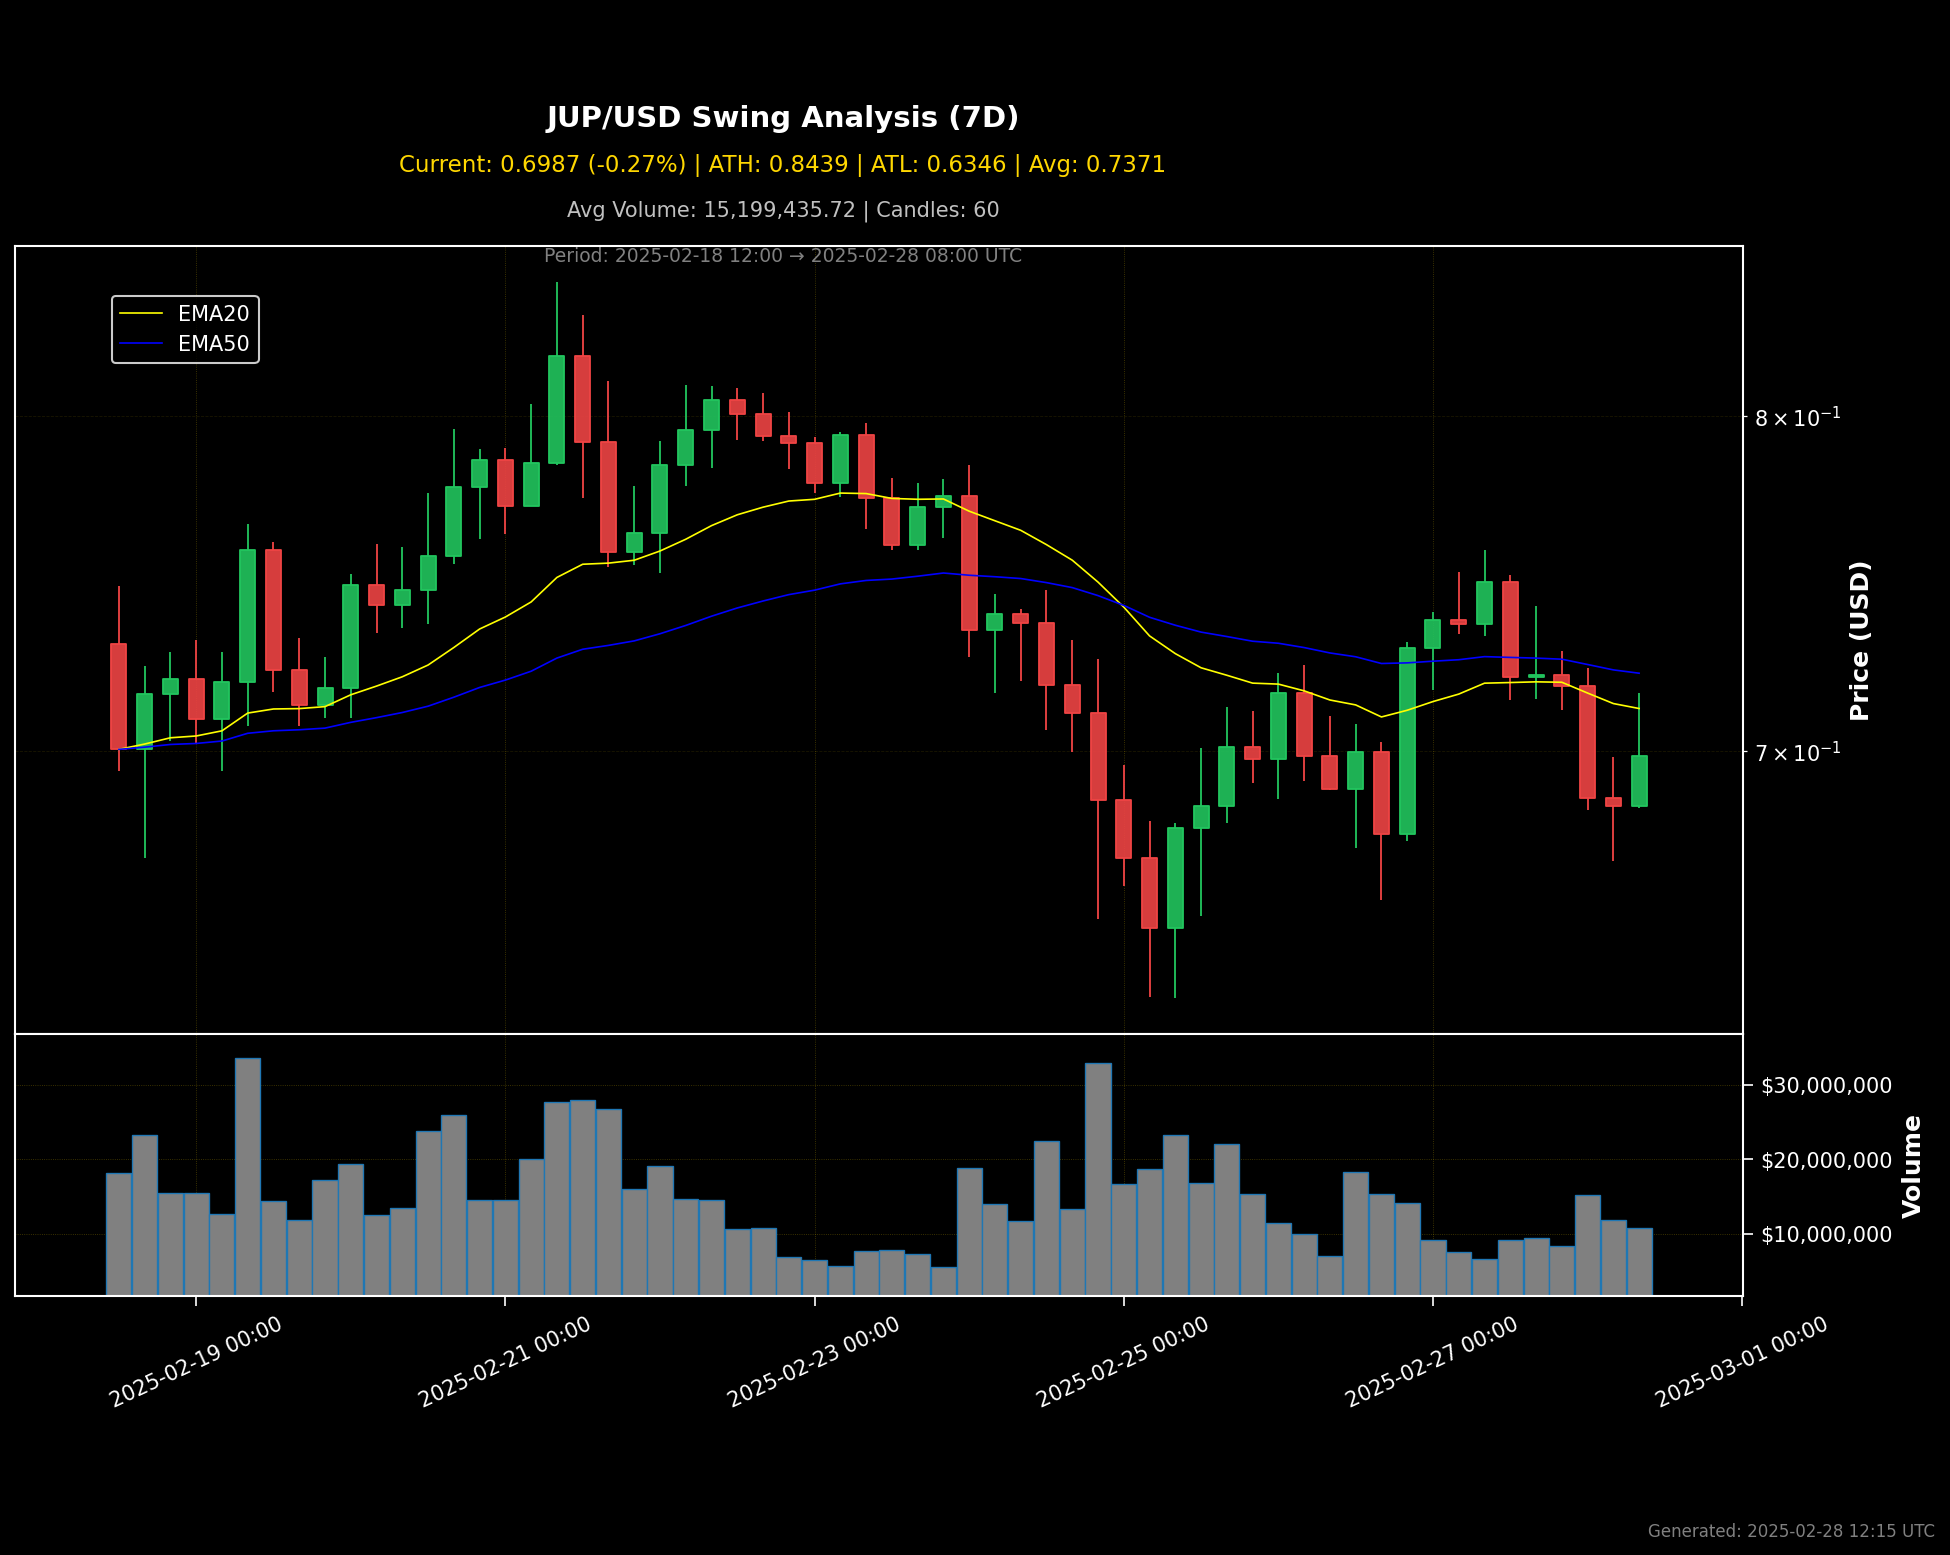 JUP/USD Swing Analysis (7D)
Current: 0.6987 (-0.27%) | ATH: 0.8439 | ATL: 0.6346 | Avg: 0.7371
Avg Volume: 15,199,435.72 | Candles: 60
Period: 2025-02-18 12:00 → 2025-02-28 08:00 UTC
EMA20
EMA50
8 × 10⁻¹
7 × 10⁻¹
Price (USD)
$30,000,000
$20,000,000
$10,000,000
Volume
2025-02-19 00:00
2025-02-21 00:00
2025-02-23 00:00
2025-02-25 00:00
2025-02-27 00:00
2025-03-01 00:00
Generated: 2025-02-28 12:15 UTC